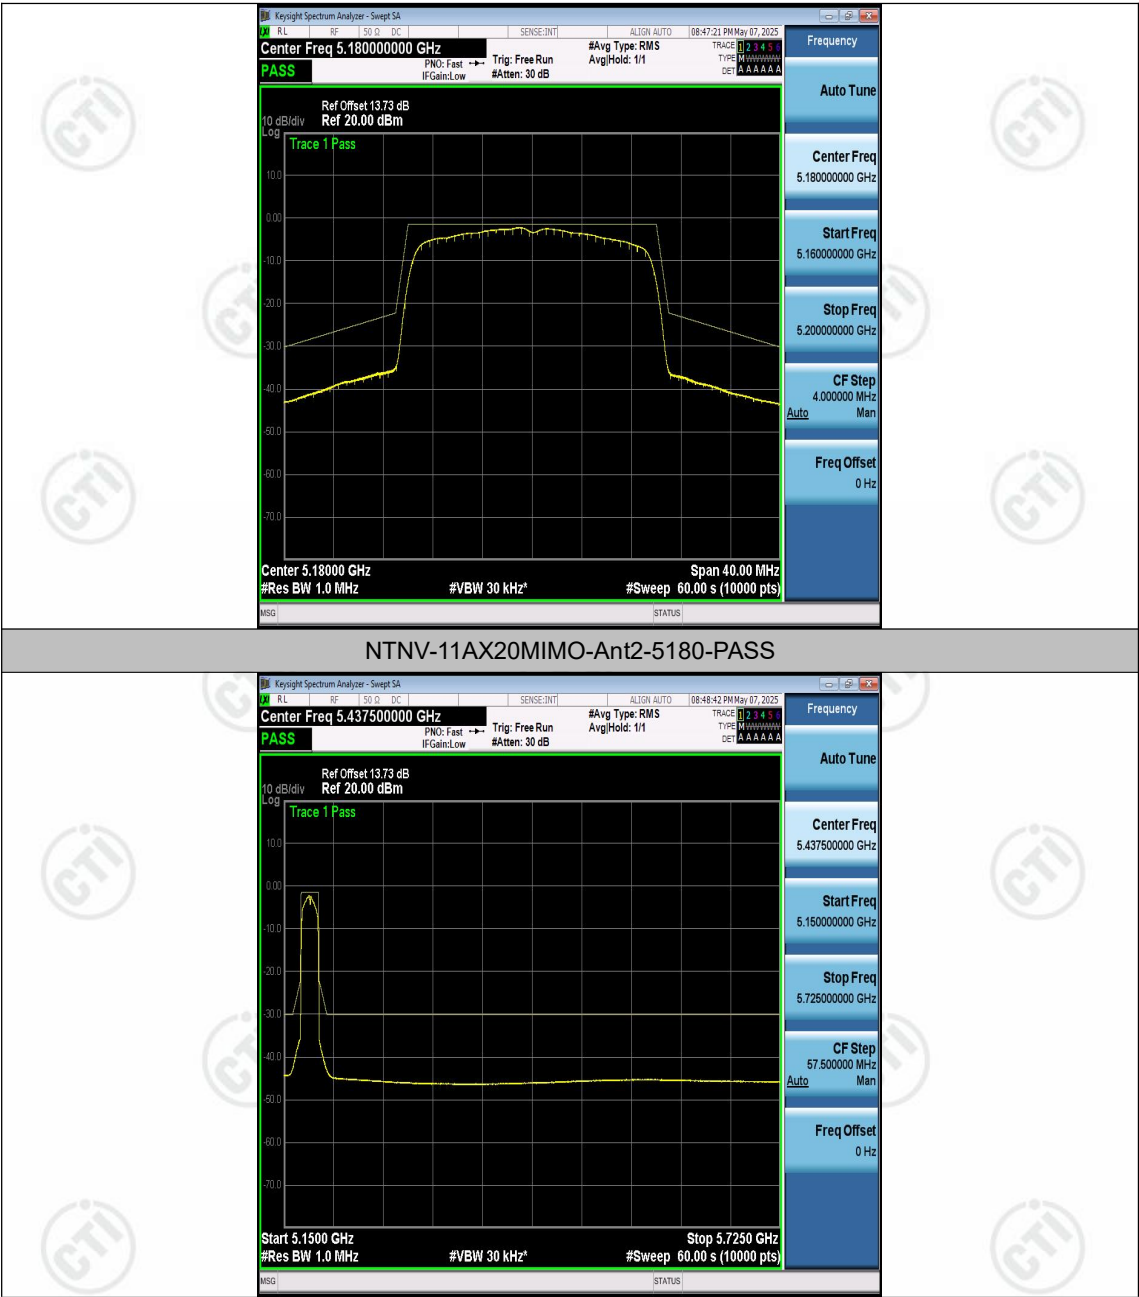 Keysight Spectrum Analyzer - Swept SA
RL RF 50 Ω DC SENSE:INT ALIGN AUTO 08:47:21 PM May 07, 2025
Center Freq 5.180000000 GHz
PASS
PNO: Fast
IFGain:Low
Trig: Free Run
#Atten: 30 dB
#Avg Type: RMS
Avg|Hold: 1/1
TRACE 1 2 3 4 5 6
TYPE M WWWWW
DET A A A A A A
Ref Offset 13.73 dB
10 dB/div Ref 20.00 dBm
Log
Trace 1 Pass
10.0
0.00
-10.0
-20.0
-30.0
-40.0
-50.0
-60.0
-70.0
Center 5.18000 GHz Span 40.00 MHz
#Res BW 1.0 MHz #VBW 30 kHz* #Sweep 60.00 s (10000 pts)
MSG STATUS
Frequency
Auto Tune
Center Freq
5.180000000 GHz
Start Freq
5.160000000 GHz
Stop Freq
5.200000000 GHz
CF Step
4.000000 MHz
Auto Man
Freq Offset
0 Hz
NTNV-11AX20MIMO-Ant2-5180-PASS
Keysight Spectrum Analyzer - Swept SA
RL RF 50 Ω DC SENSE:INT ALIGN AUTO 08:48:42 PM May 07, 2025
Center Freq 5.437500000 GHz
PASS
PNO: Fast
IFGain:Low
Trig: Free Run
#Atten: 30 dB
#Avg Type: RMS
Avg|Hold: 1/1
TRACE 1 2 3 4 5 6
TYPE M WWWWW
DET A A A A A A
Ref Offset 13.73 dB
10 dB/div Ref 20.00 dBm
Log
Trace 1 Pass
10.0
0.00
-10.0
-20.0
-30.0
-40.0
-50.0
-60.0
-70.0
Start 5.1500 GHz Stop 5.7250 GHz
#Res BW 1.0 MHz #VBW 30 kHz* #Sweep 60.00 s (10000 pts)
MSG STATUS
Frequency
Auto Tune
Center Freq
5.437500000 GHz
Start Freq
5.150000000 GHz
Stop Freq
5.725000000 GHz
CF Step
57.500000 MHz
Auto Man
Freq Offset
0 Hz
CTI
CTI
CTI
CTI
CTI
CTI
CTI
CTI
CTI
CTI
CTI
CTI